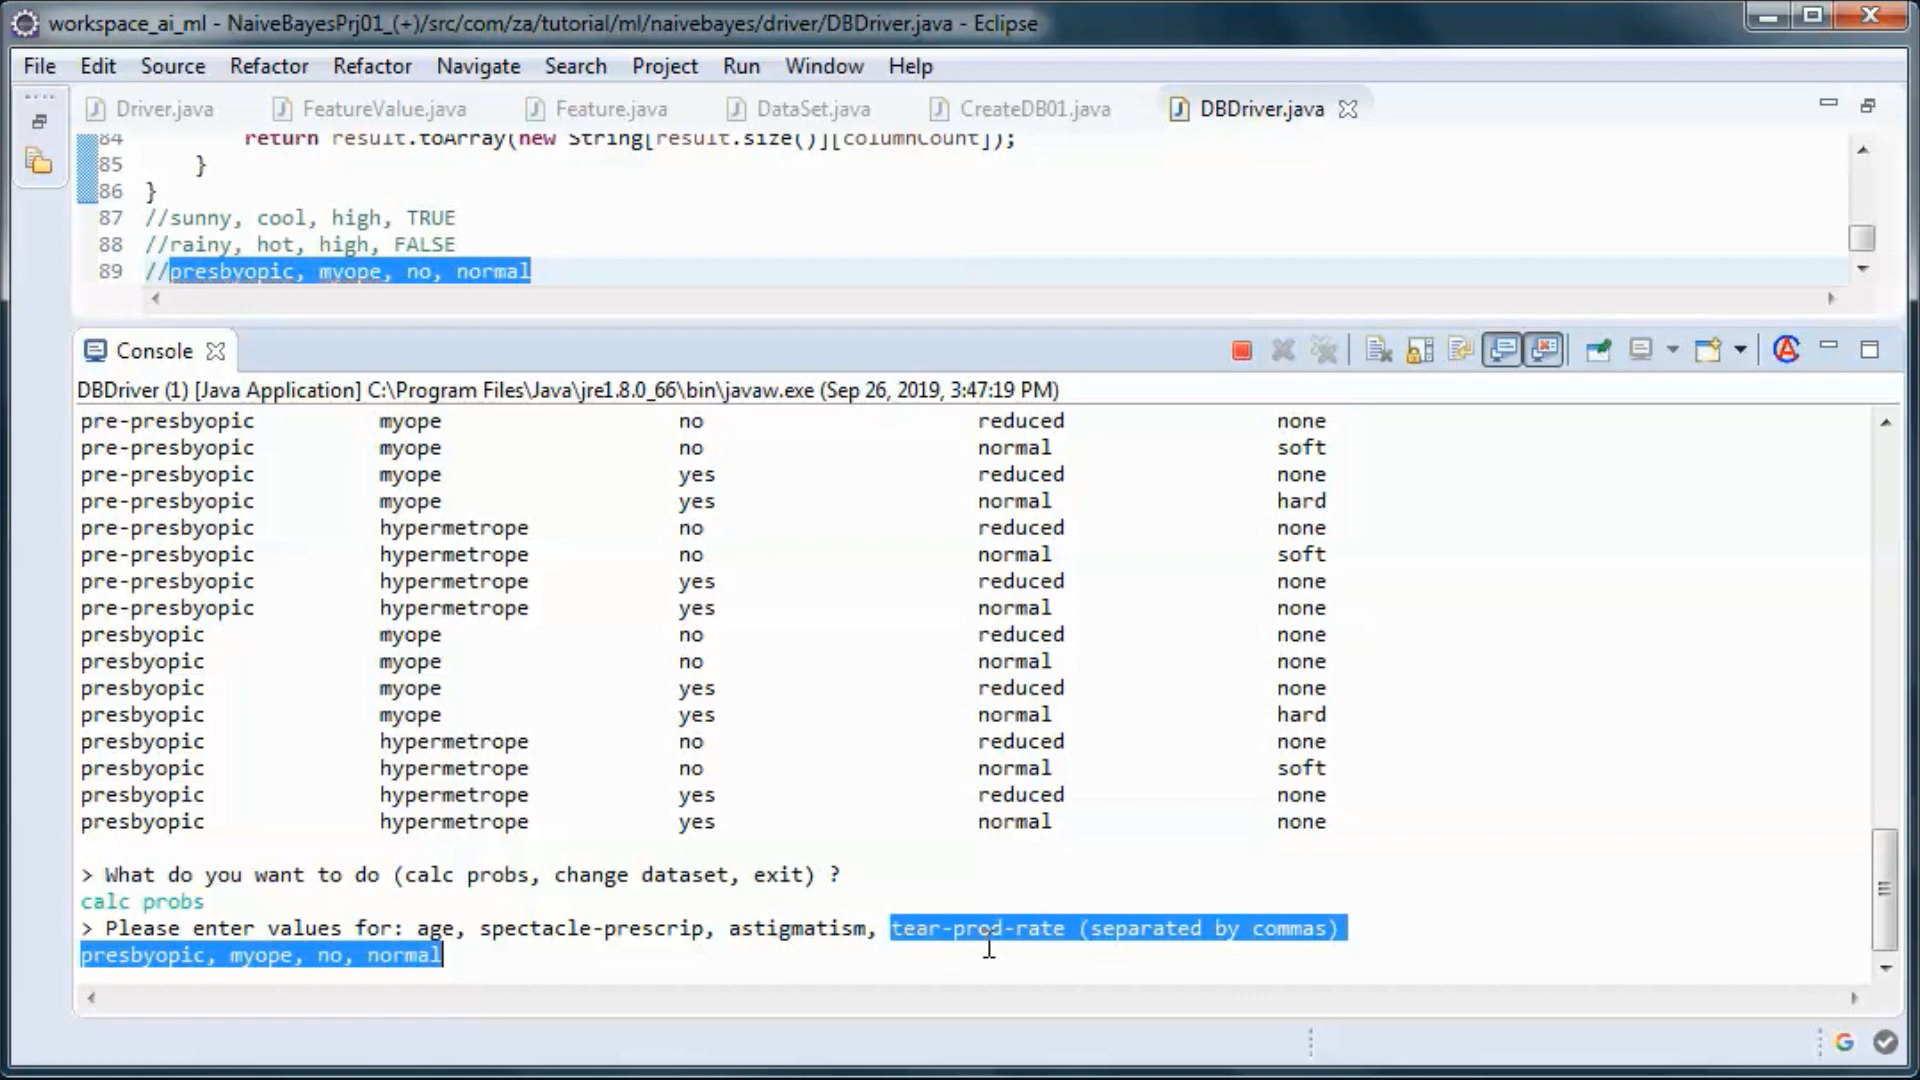 workspace_ai_ml - NaiveBayesPrj01_(+)/src/com/za/tutorial/ml/naivebayes/driver/DBDriver.java - Eclipse
File Edit Source Refactor Refactor Navigate Search Project Run Window Help
Driver.java FeatureValue.java Feature.java DataSet.java CreateDB01.java DBDriver.java
84 return result.toArray(new String[result.size()][columnCount]);
85 }
86 }
87 //sunny, cool, high, TRUE
88 //rainy, hot, high, FALSE
89 //presbyopic, myope, no, normal
Console
DBDriver (1) [Java Application] C:\Program Files\Java\jre1.8.0_66\bin\javaw.exe (Sep 26, 2019, 3:47:19 PM)
pre-presbyopic myope no reduced none
pre-presbyopic myope no normal soft
pre-presbyopic myope yes reduced none
pre-presbyopic myope yes normal hard
pre-presbyopic hypermetrope no reduced none
pre-presbyopic hypermetrope no normal soft
pre-presbyopic hypermetrope yes reduced none
pre-presbyopic hypermetrope yes normal none
presbyopic myope no reduced none
presbyopic myope no normal none
presbyopic myope yes reduced none
presbyopic myope yes normal hard
presbyopic hypermetrope no reduced none
presbyopic hypermetrope no normal soft
presbyopic hypermetrope yes reduced none
presbyopic hypermetrope yes normal none
> What do you want to do (calc probs, change dataset, exit) ?
calc probs
> Please enter values for: age, spectacle-prescrip, astigmatism, tear-prod-rate (separated by commas)
presbyopic, myope, no, normal